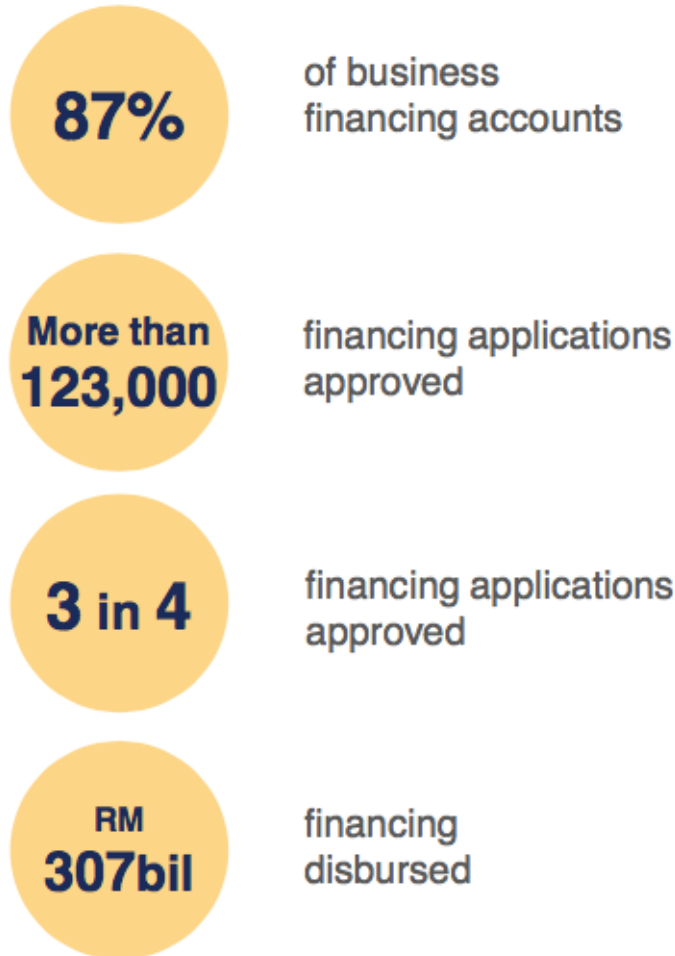 87%
of business
financing accounts
More than
123,000
financing applications
approved
3 in 4
financing applications
approved
RM
307bil
financing
disbursed